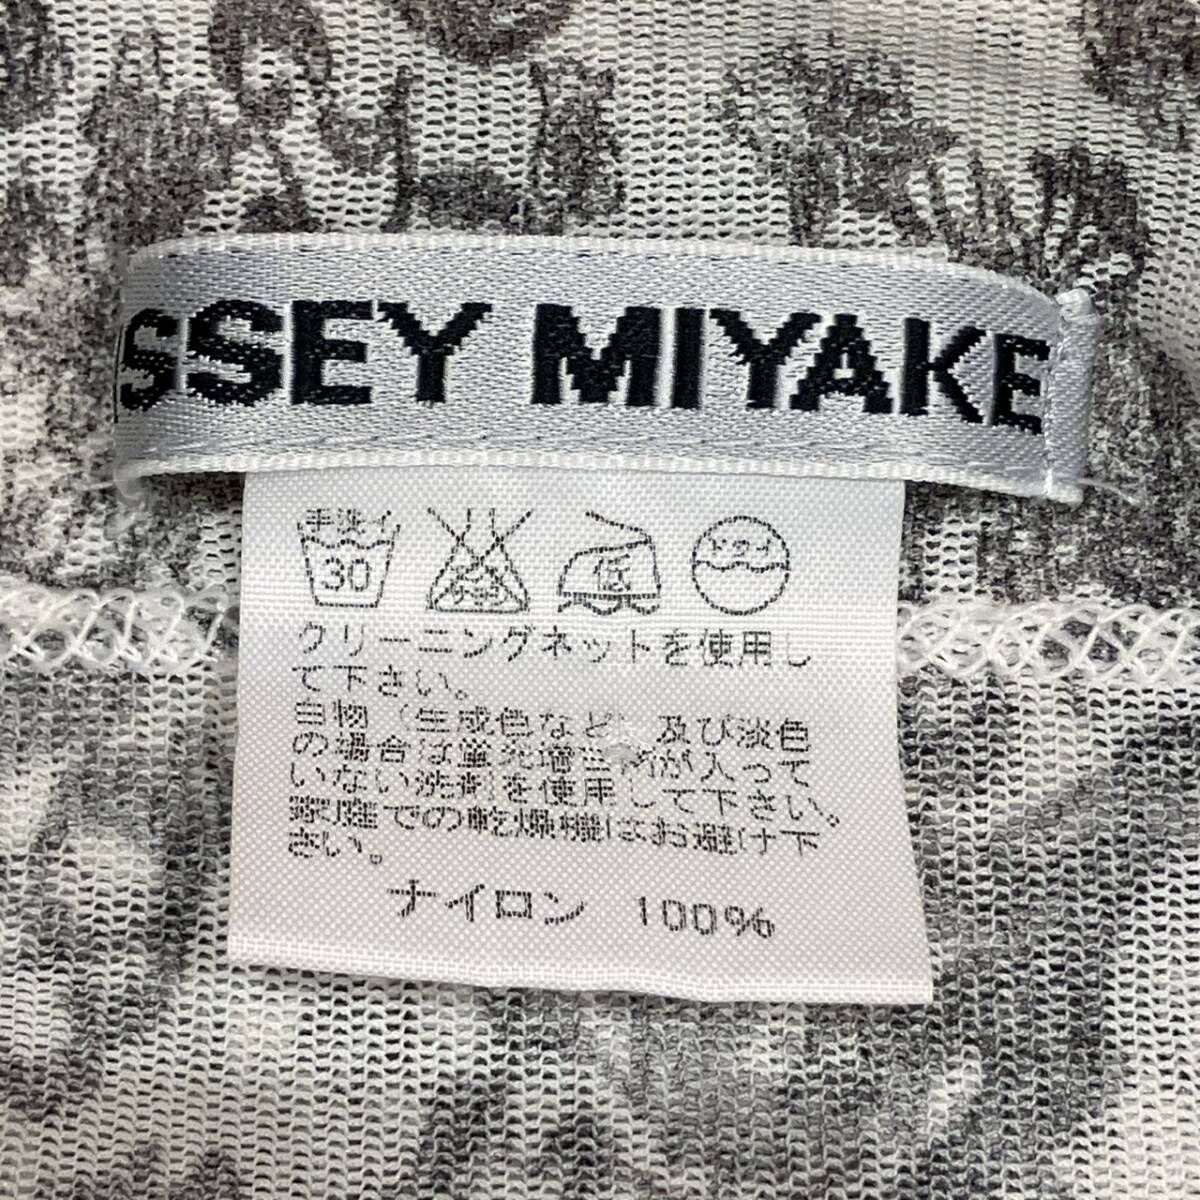 ISSEY MIYAKE
手洗イ 30 低 ドライ
クリーニングネットを使用し
て下さい。
白物(生成色など)及び淡色
の場合は蛍光増白剤が入って
いない洗剤を使用して下さい。
家庭での乾燥機はお避け下
さい。
ナイロン 100%